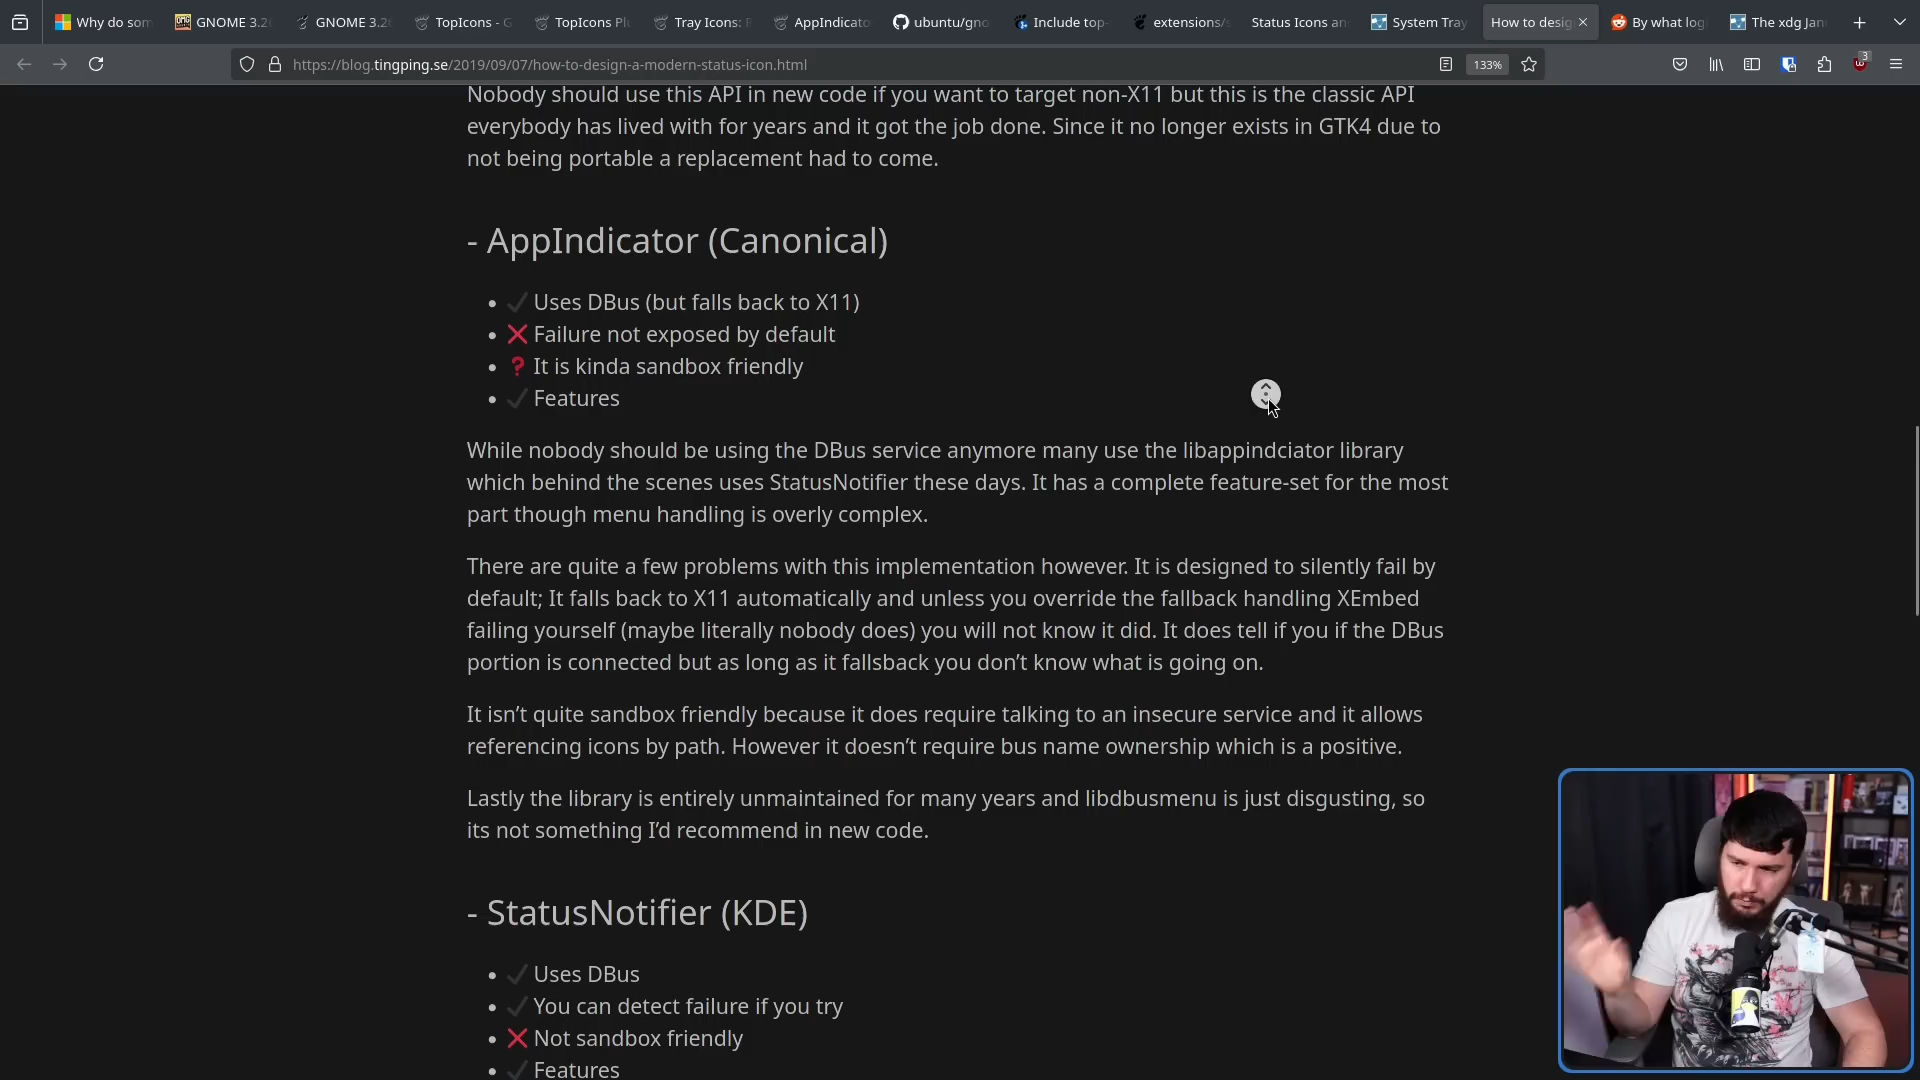 Why do som
GNOME 3.26
GNOME 3.26
TopIcons - G
TopIcons Pl
Tray Icons: R
AppIndicato
ubuntu/gno
Include top-
extensions/s
Status Icons an
System Tray
How to desig
By what log
The xdg Jan
https://blog.tingping.se/2019/09/07/how-to-design-a-modern-status-icon.html
133%
3
Nobody should use this API in new code if you want to target non-X11 but this is the classic API
everybody has lived with for years and it got the job done. Since it no longer exists in GTK4 due to
not being portable a replacement had to come.
- AppIndicator (Canonical)
• ✔ Uses DBus (but falls back to X11)
• ❌ Failure not exposed by default
• ❓ It is kinda sandbox friendly
• ✔ Features
While nobody should be using the DBus service anymore many use the libappindciator library
which behind the scenes uses StatusNotifier these days. It has a complete feature-set for the most
part though menu handling is overly complex.
There are quite a few problems with this implementation however. It is designed to silently fail by
default; It falls back to X11 automatically and unless you override the fallback handling XEmbed
failing yourself (maybe literally nobody does) you will not know it did. It does tell if you if the DBus
portion is connected but as long as it fallsback you don’t know what is going on.
It isn’t quite sandbox friendly because it does require talking to an insecure service and it allows
referencing icons by path. However it doesn’t require bus name ownership which is a positive.
Lastly the library is entirely unmaintained for many years and libdbusmenu is just disgusting, so
its not something I’d recommend in new code.
- StatusNotifier (KDE)
• ✔ Uses DBus
• ✔ You can detect failure if you try
• ❌ Not sandbox friendly
• ✔ Features